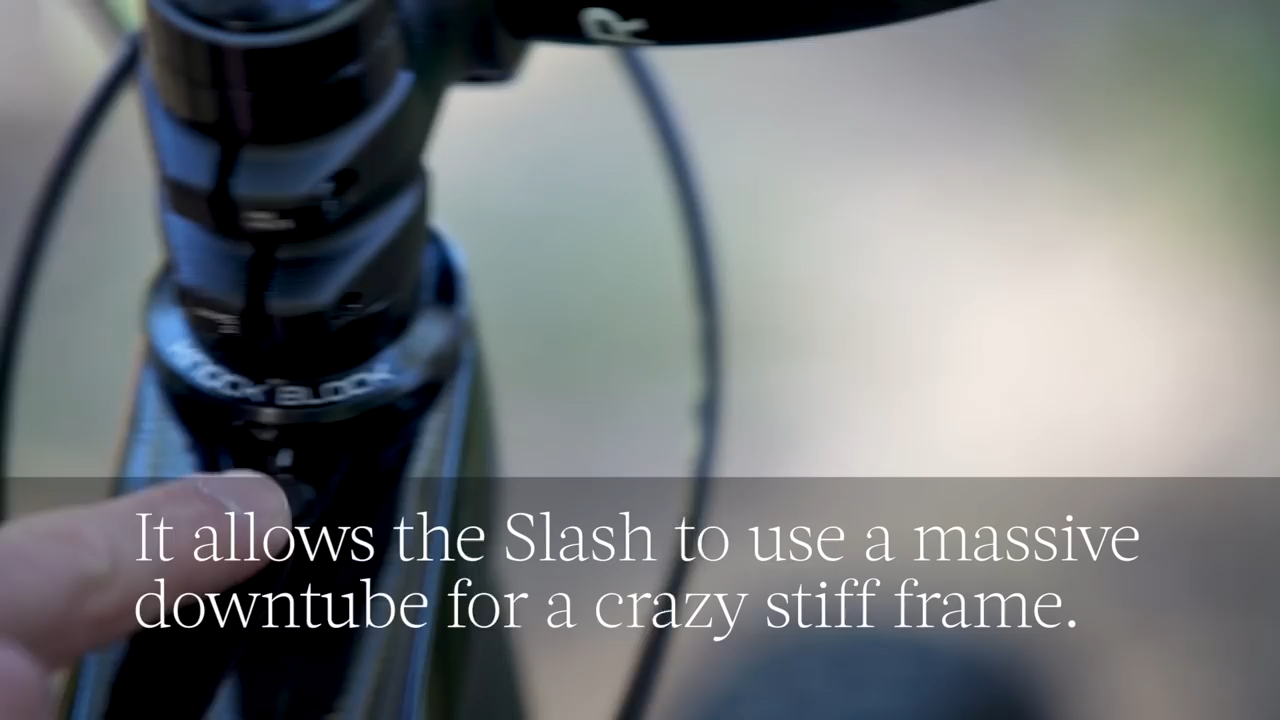 R
KNOCK BLOCK
It allows the Slash to use a massive
downtube for a crazy stiff frame.